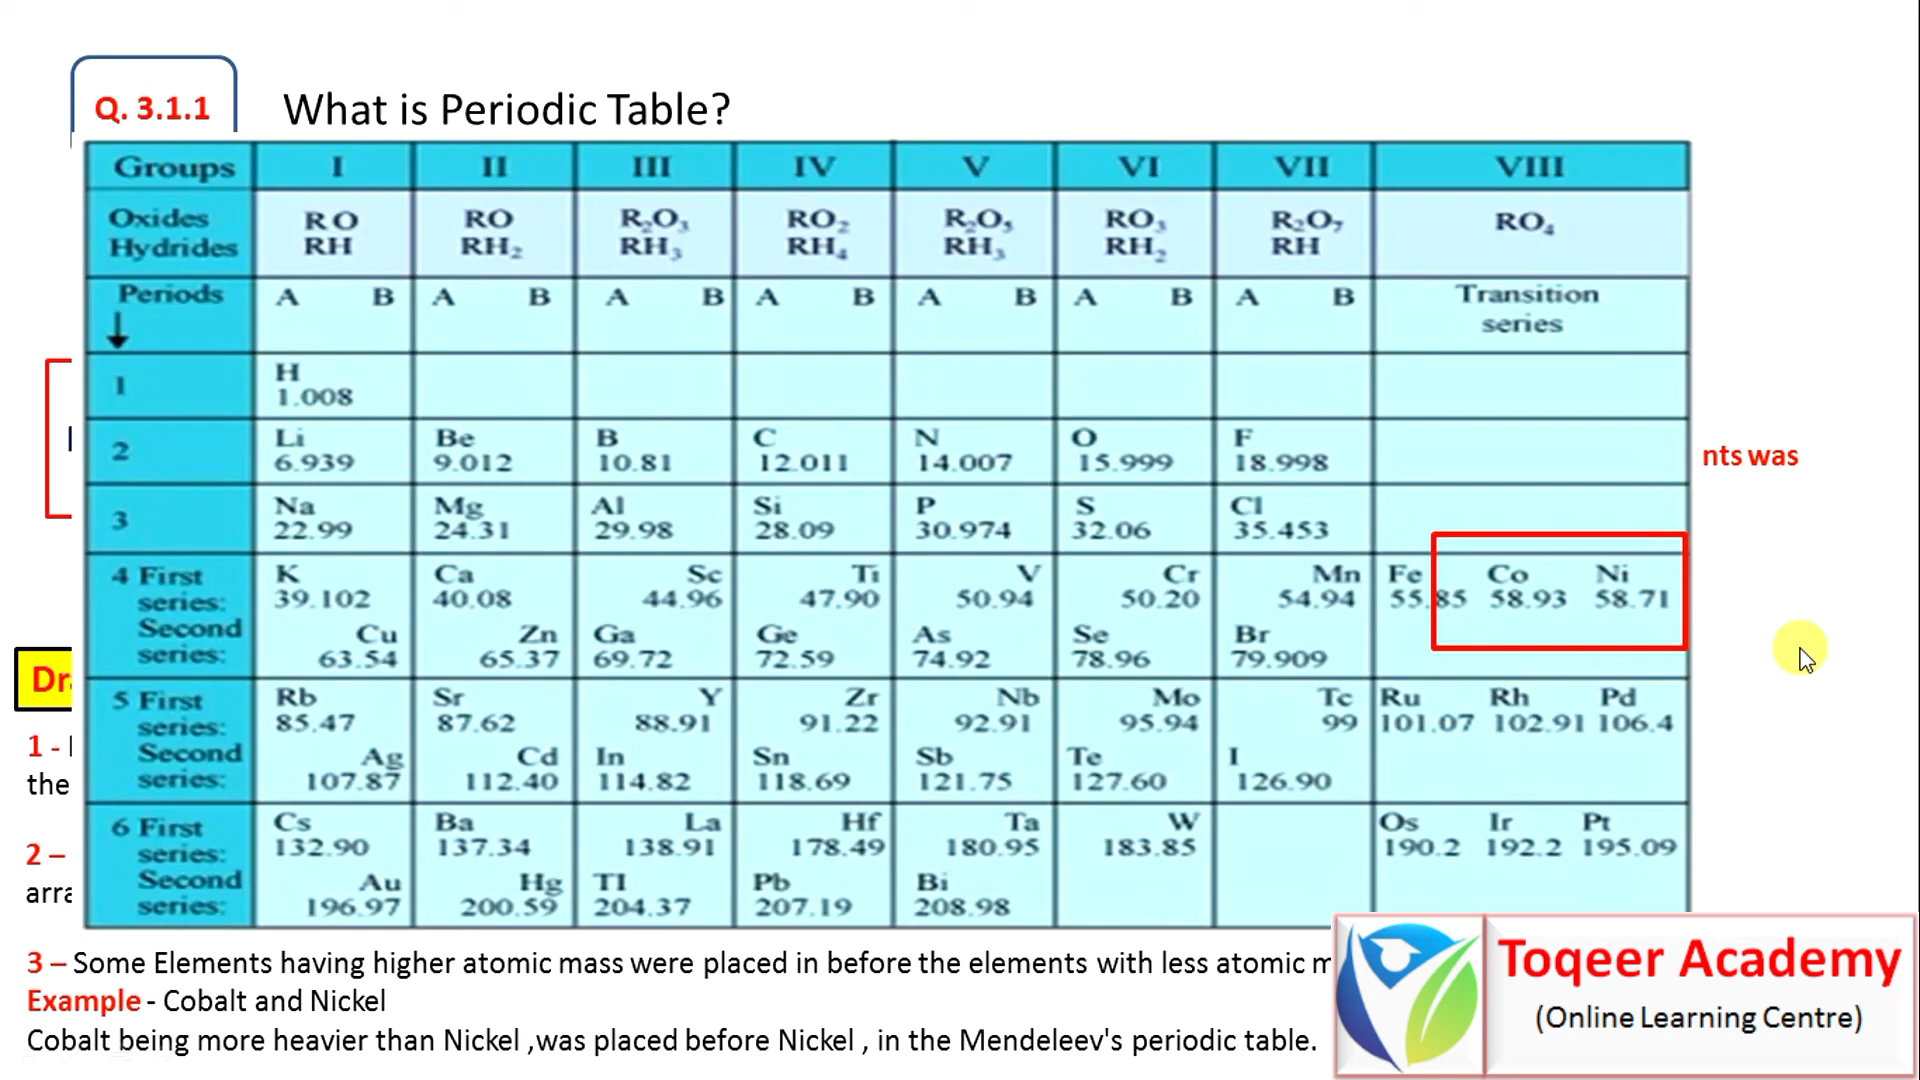 Q. 3.1.1 What is Periodic Table?
Groups I II III IV V VI VII VIII
Oxides R O RO R₂O₃ RO₂ R₂O₅ RO₃ R₂O₇ RO₄
Hydrides RH RH₂ RH₃ RH₄ RH₃ RH₂ RH
Periods A B A B A B A B A B A B A B Transition
series
1 H
1.008
2 Li Be B C N O F
6.939 9.012 10.81 12.011 14.007 15.999 18.998
nts was
3 Na Mg Al Si P S Cl
22.99 24.31 29.98 28.09 30.974 32.06 35.453
4 First K Ca Sc Ti V Cr Mn Fe Co Ni
series: 39.102 40.08 44.96 47.90 50.94 50.20 54.94 55.85 58.93 58.71
Second Cu Zn Ga Ge As Se Br
series: 63.54 65.37 69.72 72.59 74.92 78.96 79.909
5 First Rb Sr Y Zr Nb Mo Tc Ru Rh Pd
series: 85.47 87.62 88.91 91.22 92.91 95.94 99 101.07 102.91 106.4
Second Ag Cd In Sn Sb Te I
series: 107.87 112.40 114.82 118.69 121.75 127.60 126.90
6 First Cs Ba La Hf Ta W Os Ir Pt
series: 132.90 137.34 138.91 178.49 180.95 183.85 190.2 192.2 195.09
Second Au Hg Tl Pb Bi
series: 196.97 200.59 204.37 207.19 208.98
1 -
the
2 –
3 – Some Elements having higher atomic mass were placed in before the elements with less atomic
Example - Cobalt and Nickel
Cobalt being more heavier than Nickel ,was placed before Nickel , in the Mendeleev's periodic table.
Toqeer Academy
(Online Learning Centre)